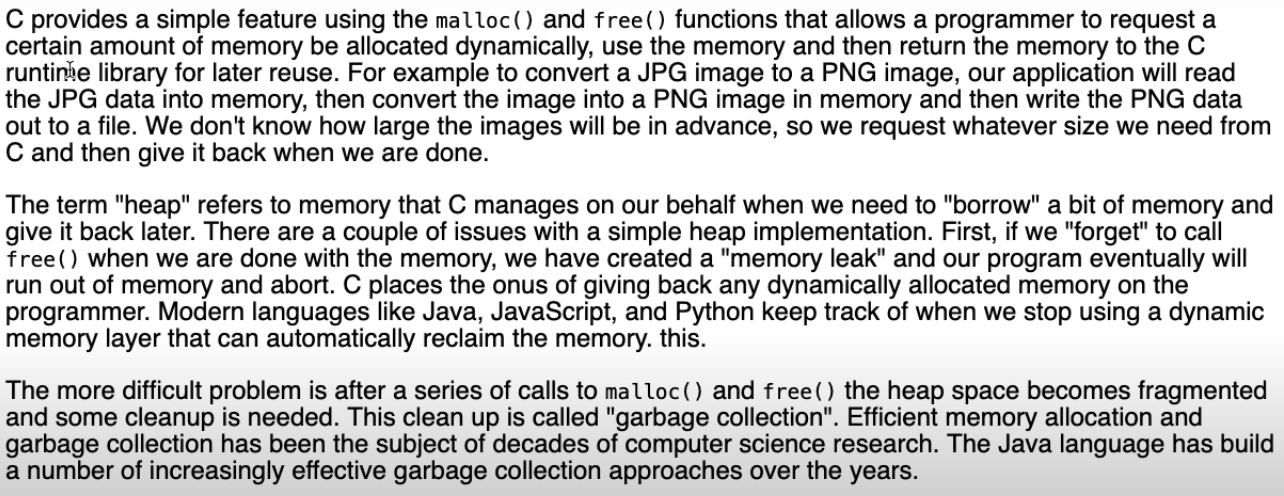 C provides a simple feature using the malloc() and free() functions that allows a programmer to request a
certain amount of memory be allocated dynamically, use the memory and then return the memory to the C
runtime library for later reuse. For example to convert a JPG image to a PNG image, our application will read
the JPG data into memory, then convert the image into a PNG image in memory and then write the PNG data
out to a file. We don't know how large the images will be in advance, so we request whatever size we need from
C and then give it back when we are done.
The term "heap" refers to memory that C manages on our behalf when we need to "borrow" a bit of memory and
give it back later. There are a couple of issues with a simple heap implementation. First, if we "forget" to call
free() when we are done with the memory, we have created a "memory leak" and our program eventually will
run out of memory and abort. C places the onus of giving back any dynamically allocated memory on the
programmer. Modern languages like Java, JavaScript, and Python keep track of when we stop using a dynamic
memory layer that can automatically reclaim the memory. this.
The more difficult problem is after a series of calls to malloc() and free() the heap space becomes fragmented
and some cleanup is needed. This clean up is called "garbage collection". Efficient memory allocation and
garbage collection has been the subject of decades of computer science research. The Java language has build
a number of increasingly effective garbage collection approaches over the years.